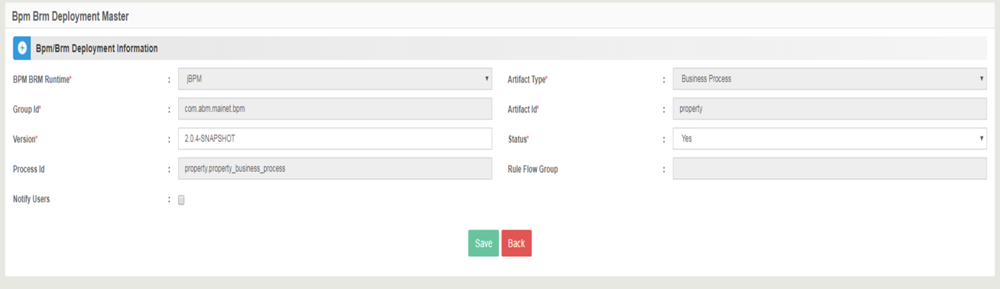 Bpm Brm Deployment Master
Bpm/Brm Deployment Information
BPM BRM Runtime* : jBPM Artifact Type* : Business Process
Group Id* : com.abm.mainet.bpm Artifact Id* : property
Version* : 2.0.4-SNAPSHOT Status* : Yes
Process Id : property.property_business_process Rule Flow Group :
Notify Users :
Save Back